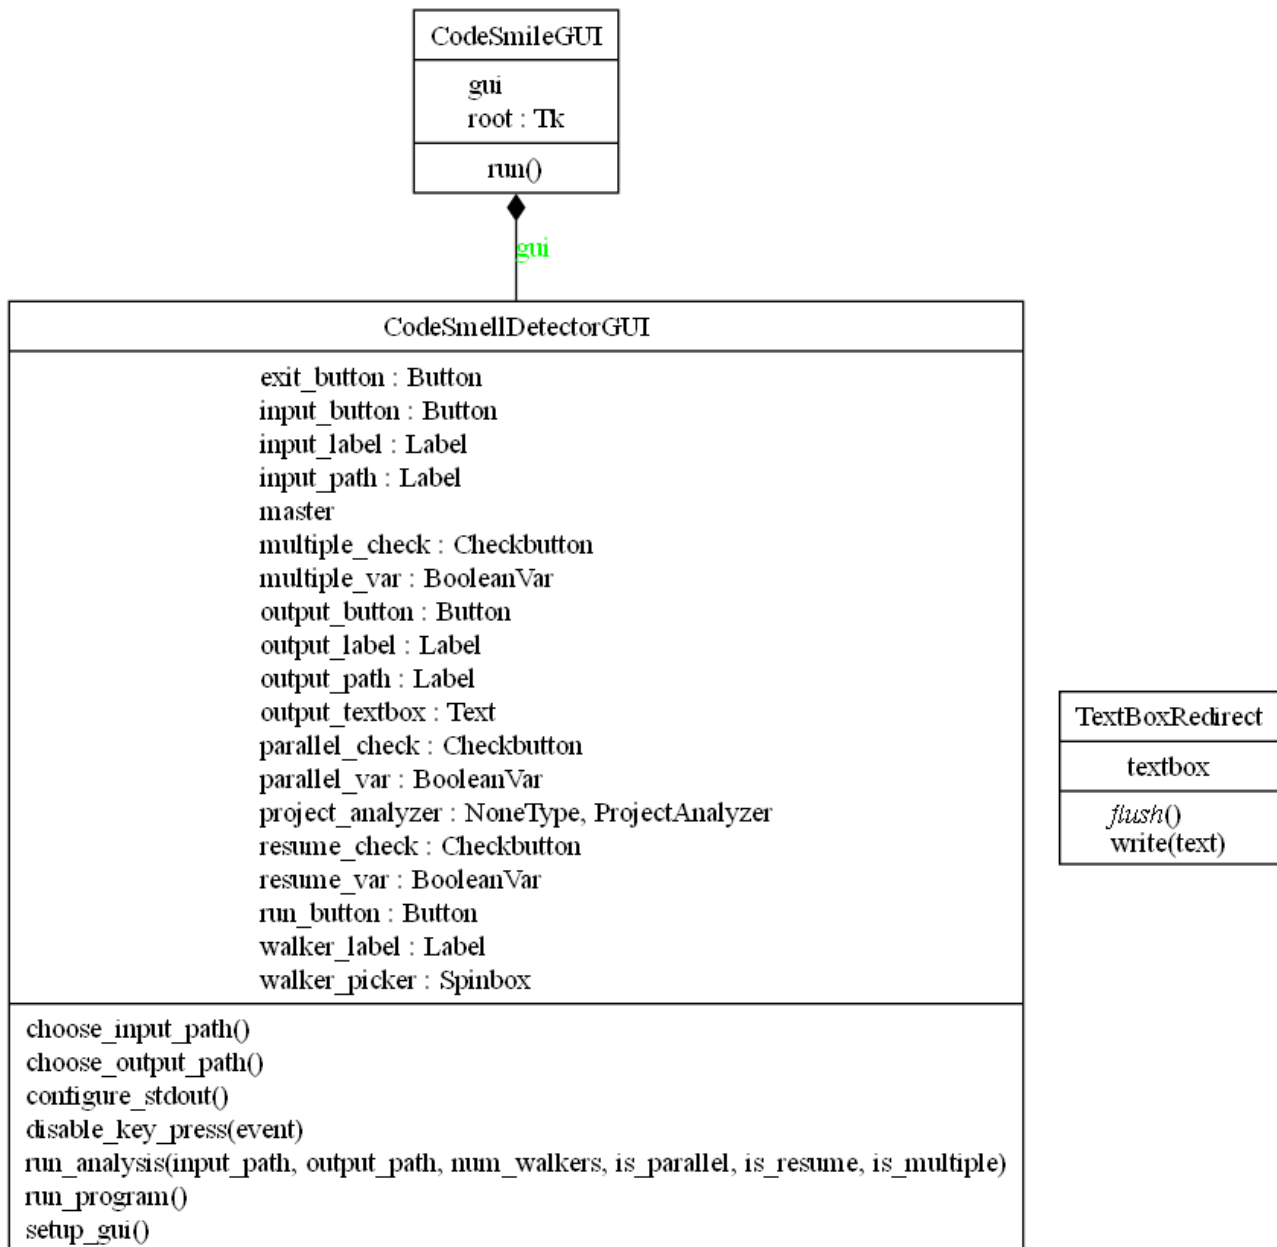 CodeSmileGUI
gui
root : Tk
run()
gui
CodeSmellDetectorGUI
exit_button : Button
input_button : Button
input_label : Label
input_path : Label
master
multiple_check : Checkbutton
multiple_var : BooleanVar
output_button : Button
output_label : Label
output_path : Label
output_textbox : Text
parallel_check : Checkbutton
parallel_var : BooleanVar
project_analyzer : NoneType, ProjectAnalyzer
resume_check : Checkbutton
resume_var : BooleanVar
run_button : Button
walker_label : Label
walker_picker : Spinbox
choose_input_path()
choose_output_path()
configure_stdout()
disable_key_press(event)
run_analysis(input_path, output_path, num_walkers, is_parallel, is_resume, is_multiple)
run_program()
setup_gui()
TextBoxRedirect
textbox
flush()
write(text)